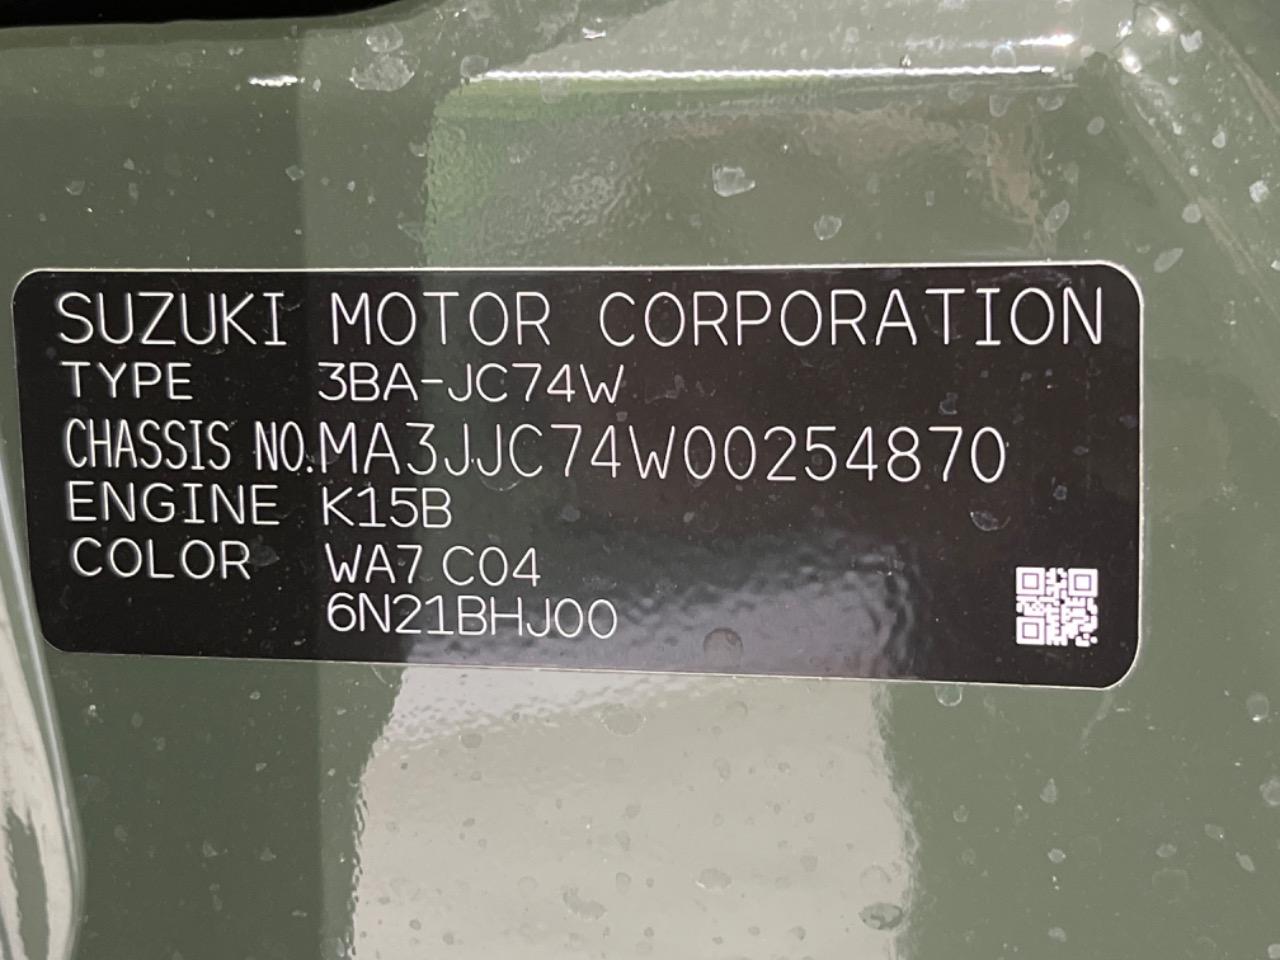 SUZUKI MOTOR CORPORATION
TYPE 3BA-JC74W
CHASSIS NO. MA3JJC74W00254870
ENGINE K15B
COLOR WA7 C04
6N21BHJ00